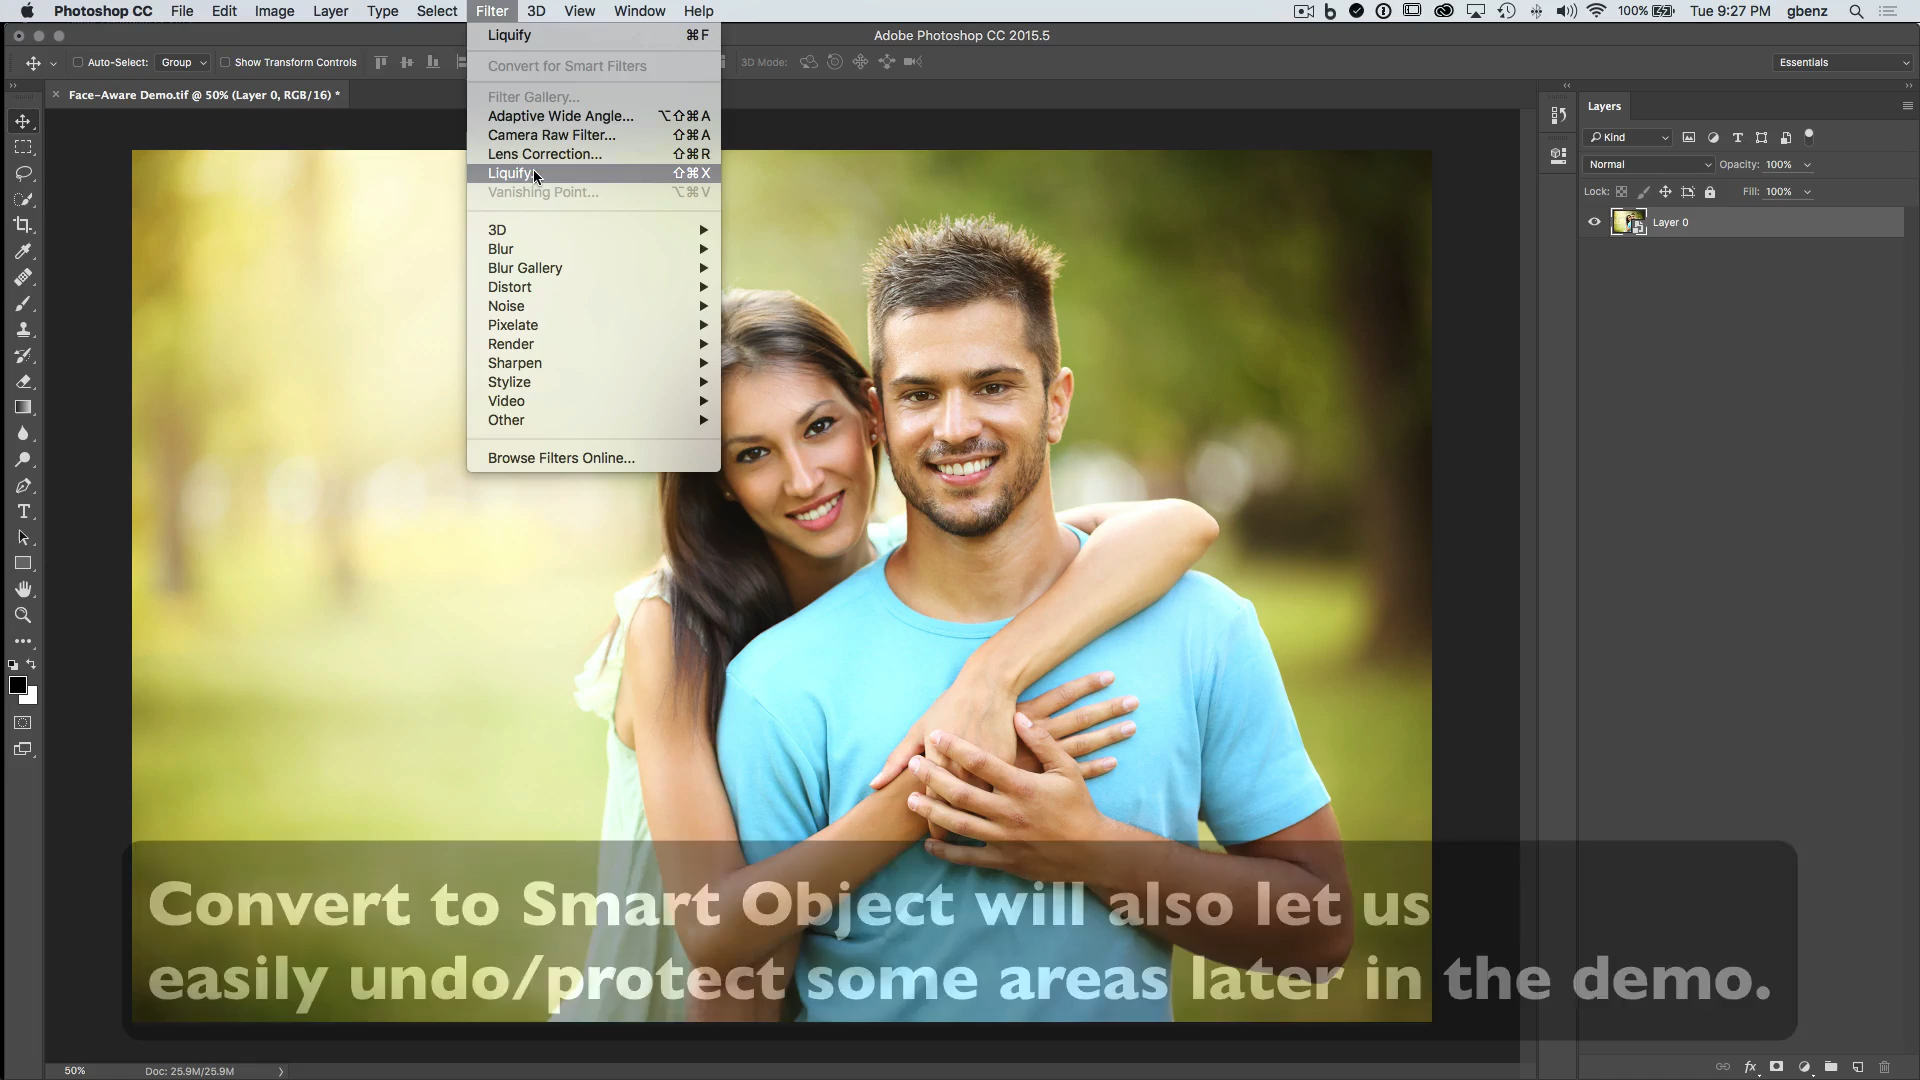 Photoshop CC File Edit Image Layer Type Select Filter 3D View Window Help 100% Tue 9:27 PM gbenz
Adobe Photoshop CC 2015.5
Auto-Select: Group Show Transform Controls 3D Mode: Essentials
Face-Aware Demo.tif @ 50% (Layer 0, RGB/16) *
Liquify ⌘F
Convert for Smart Filters
Filter Gallery...
Adaptive Wide Angle... ⌥⇧⌘A
Camera Raw Filter... ⇧⌘A
Lens Correction... ⇧⌘R
Liquify... ⇧⌘X
Vanishing Point... ⌥⌘V
3D
Blur
Blur Gallery
Distort
Noise
Pixelate
Render
Sharpen
Stylize
Video
Other
Browse Filters Online...
Layers
Kind
Normal Opacity: 100%
Lock: Fill: 100%
Layer 0
Convert to Smart Object will also let us
easily undo/protect some areas later in the demo.
50% Doc: 25.9M/25.9M